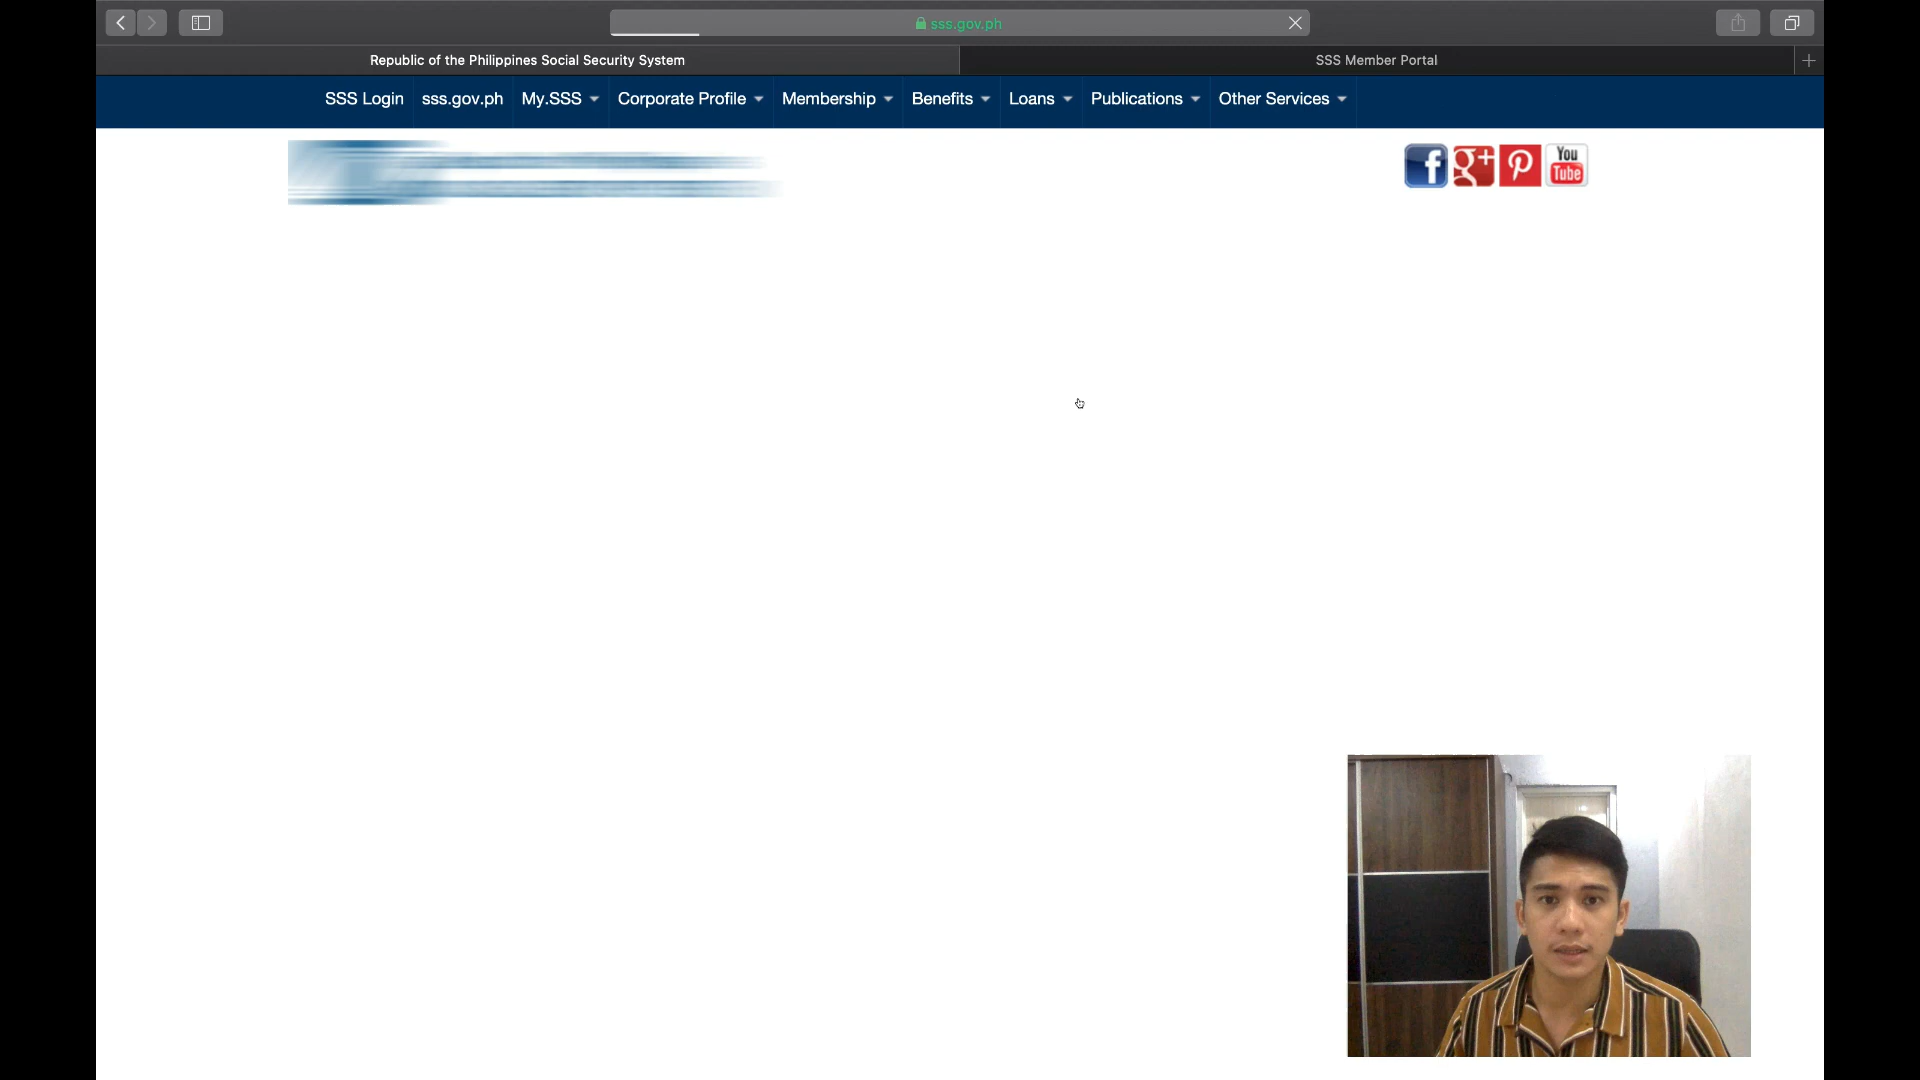 sss.gov.ph
Republic of the Philippines Social Security System
SSS Member Portal
SSS Login sss.gov.ph My.SSS Corporate Profile Membership Benefits Loans Publications Other Services
f g+ You Tube